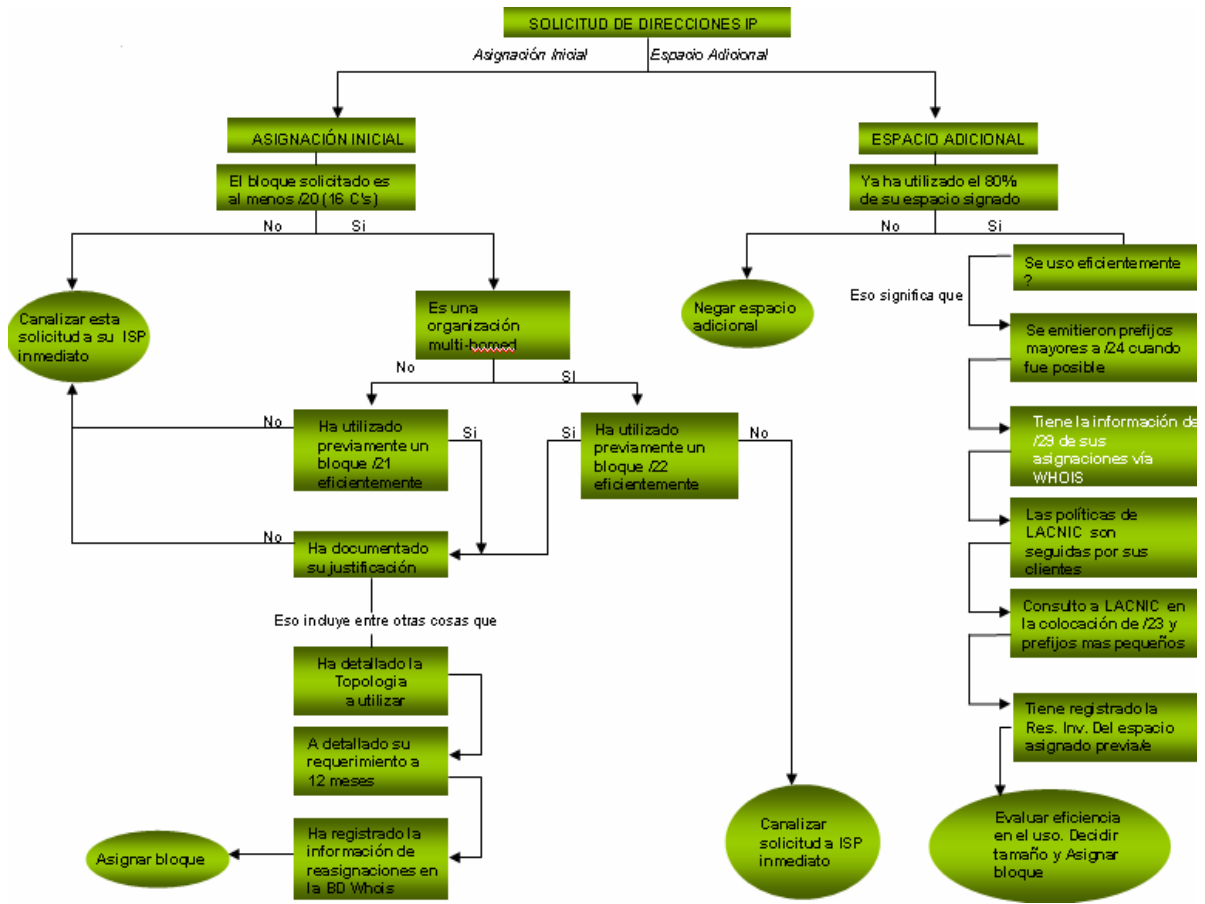 SOLICITUD DE DIRECCIONES IP
Asignación Inicial
Espacio Adicional
ASIGNACIÓN INICIAL
ESPACIO ADICIONAL
El bloque solicitado es
al menos /20 (16 C's)
Ya ha utilizado el 80%
de su espacio signado
No
Si
No
Si
Canalizar esta
solicitud a su ISP
inmediato
Es una
organización
multi-homed
Negar espacio
adicional
Se uso eficientemente
?
Eso significa que
Se emitieron prefijos
mayores a /24 cuando
fue posible
No
SI
No
Ha utilizado
previamente un
bloque /21
eficientemente
Si
Si
Ha utilizado
previamente un
bloque /22
eficientemente
No
Tiene la información de
/29 de sus
asignaciones vía
WHOIS
No
Ha documentado
su justificación
Las políticas de
LACNIC son
seguidas por sus
clientes
Eso incluye entre otras cosas que
Consulto a LACNIC en
la colocación de /23 y
prefijos mas pequeños
Ha detallado la
Topologia
a utilizar
Tiene registrado la
Res. Inv. Del espacio
asignado previa/e
A detallado su
requerimiento a
12 meses
Ha registrado la
información de
reasignaciones en
la BD Whois
Asignar bloque
Canalizar
solicitud a ISP
inmediato
Evaluar eficiencia
en el uso. Decidir
tamaño y Asignar
bloque